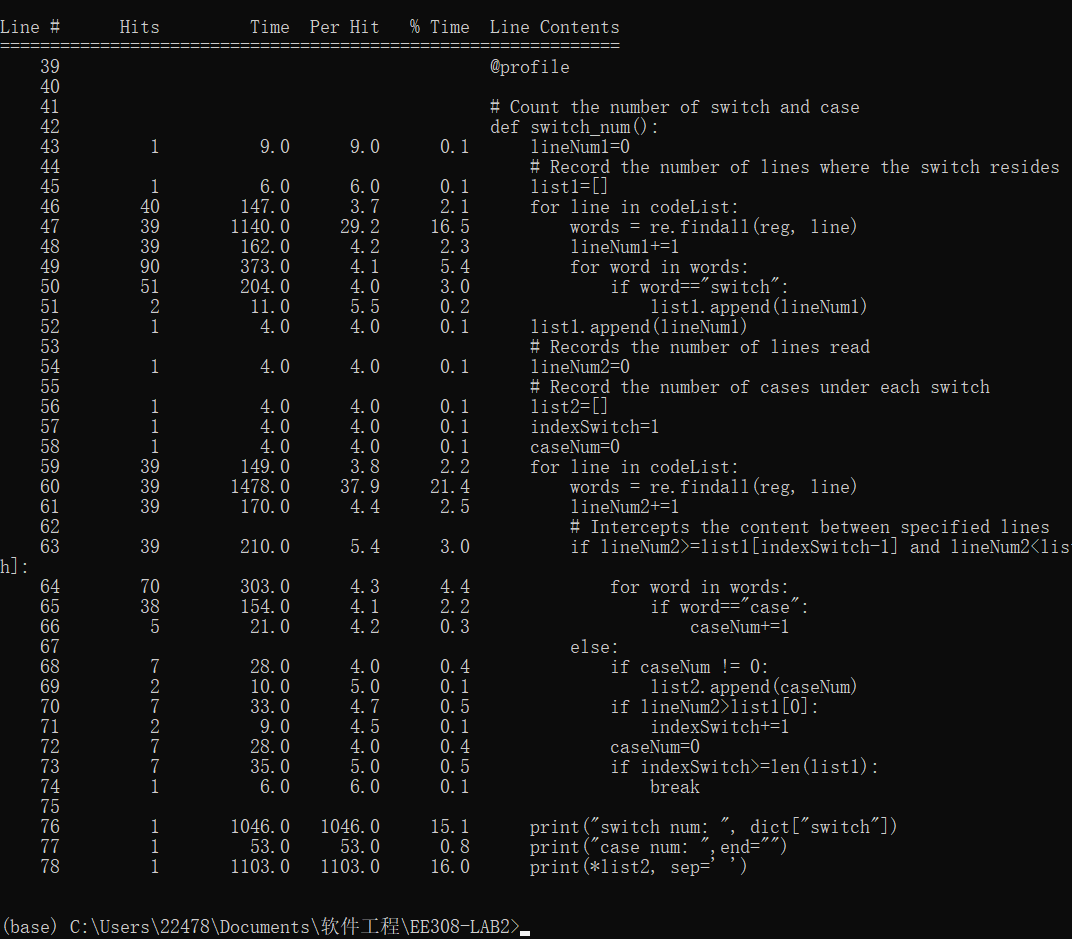 Line #      Hits         Time  Per Hit   % Time  Line Contents
==============================================================
    39                                           @profile
    40
    41                                           # Count the number of switch and case
    42                                           def switch_num():
    43         1          9.0      9.0      0.1      lineNum1=0
    44                                               # Record the number of lines where the switch resides
    45         1          6.0      6.0      0.1      list1=[]
    46        40        147.0      3.7      2.1      for line in codeList:
    47        39       1140.0     29.2     16.5          words = re.findall(reg, line)
    48        39        162.0      4.2      2.3          lineNum1+=1
    49        90        373.0      4.1      5.4          for word in words:
    50        51        204.0      4.0      3.0              if word=="switch":
    51         2         11.0      5.5      0.2                  list1.append(lineNum1)
    52         1          4.0      4.0      0.1      list1.append(lineNum1)
    53                                               # Records the number of lines read
    54         1          4.0      4.0      0.1      lineNum2=0
    55                                               # Record the number of cases under each switch
    56         1          4.0      4.0      0.1      list2=[]
    57         1          4.0      4.0      0.1      indexSwitch=1
    58         1          4.0      4.0      0.1      caseNum=0
    59        39        149.0      3.8      2.2      for line in codeList:
    60        39       1478.0     37.9     21.4          words = re.findall(reg, line)
    61        39        170.0      4.4      2.5          lineNum2+=1
    62                                                   # Intercepts the content between specified lines
    63        39        210.0      5.4      3.0          if lineNum2>=list1[indexSwitch-1] and lineNum2<lis
h]:
    64        70        303.0      4.3      4.4              for word in words:
    65        38        154.0      4.1      2.2                  if word=="case":
    66         5         21.0      4.2      0.3                      caseNum+=1
    67                                                   else:
    68         7         28.0      4.0      0.4              if caseNum != 0:
    69         2         10.0      5.0      0.1                  list2.append(caseNum)
    70         7         33.0      4.7      0.5              if lineNum2>list1[0]:
    71         2          9.0      4.5      0.1                  indexSwitch+=1
    72         7         28.0      4.0      0.4              caseNum=0
    73         7         35.0      5.0      0.5              if indexSwitch>=len(list1):
    74         1          6.0      6.0      0.1                  break
    75
    76         1       1046.0   1046.0     15.1      print("switch num: ", dict["switch"])
    77         1         53.0     53.0      0.8      print("case num: ",end="")
    78         1       1103.0   1103.0     16.0      print(*list2, sep=' ')
(base) C:\Users\22478\Documents\软件工程\EE308-LAB2>